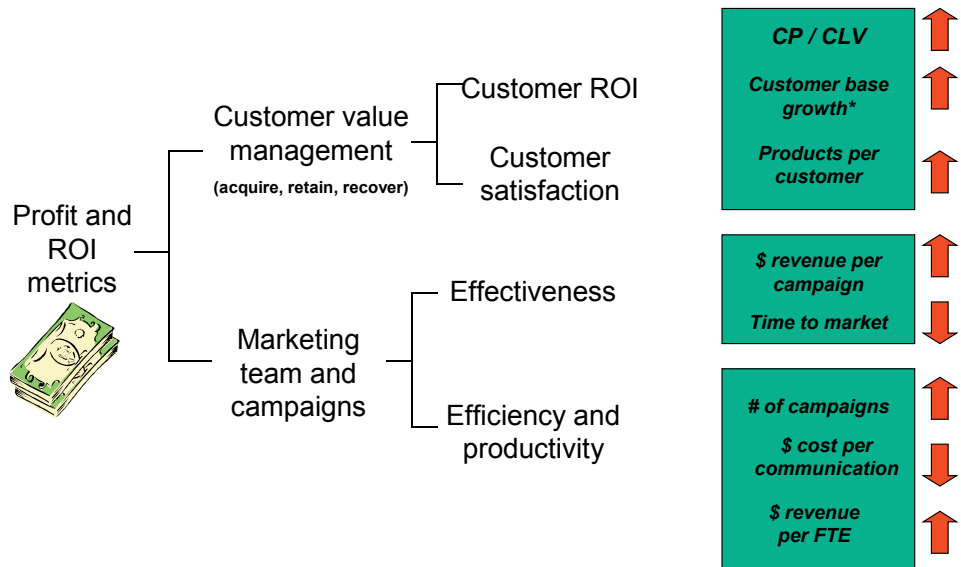 Profit and
ROI
metrics
Customer value
management
(acquire, retain, recover)
Marketing
team and
campaigns
Customer ROI
Customer
satisfaction
Effectiveness
Efficiency and
productivity
CP / CLV
Customer base
growth*
Products per
customer
$ revenue per
campaign
Time to market
# of campaigns
$ cost per
communication
$ revenue
per FTE